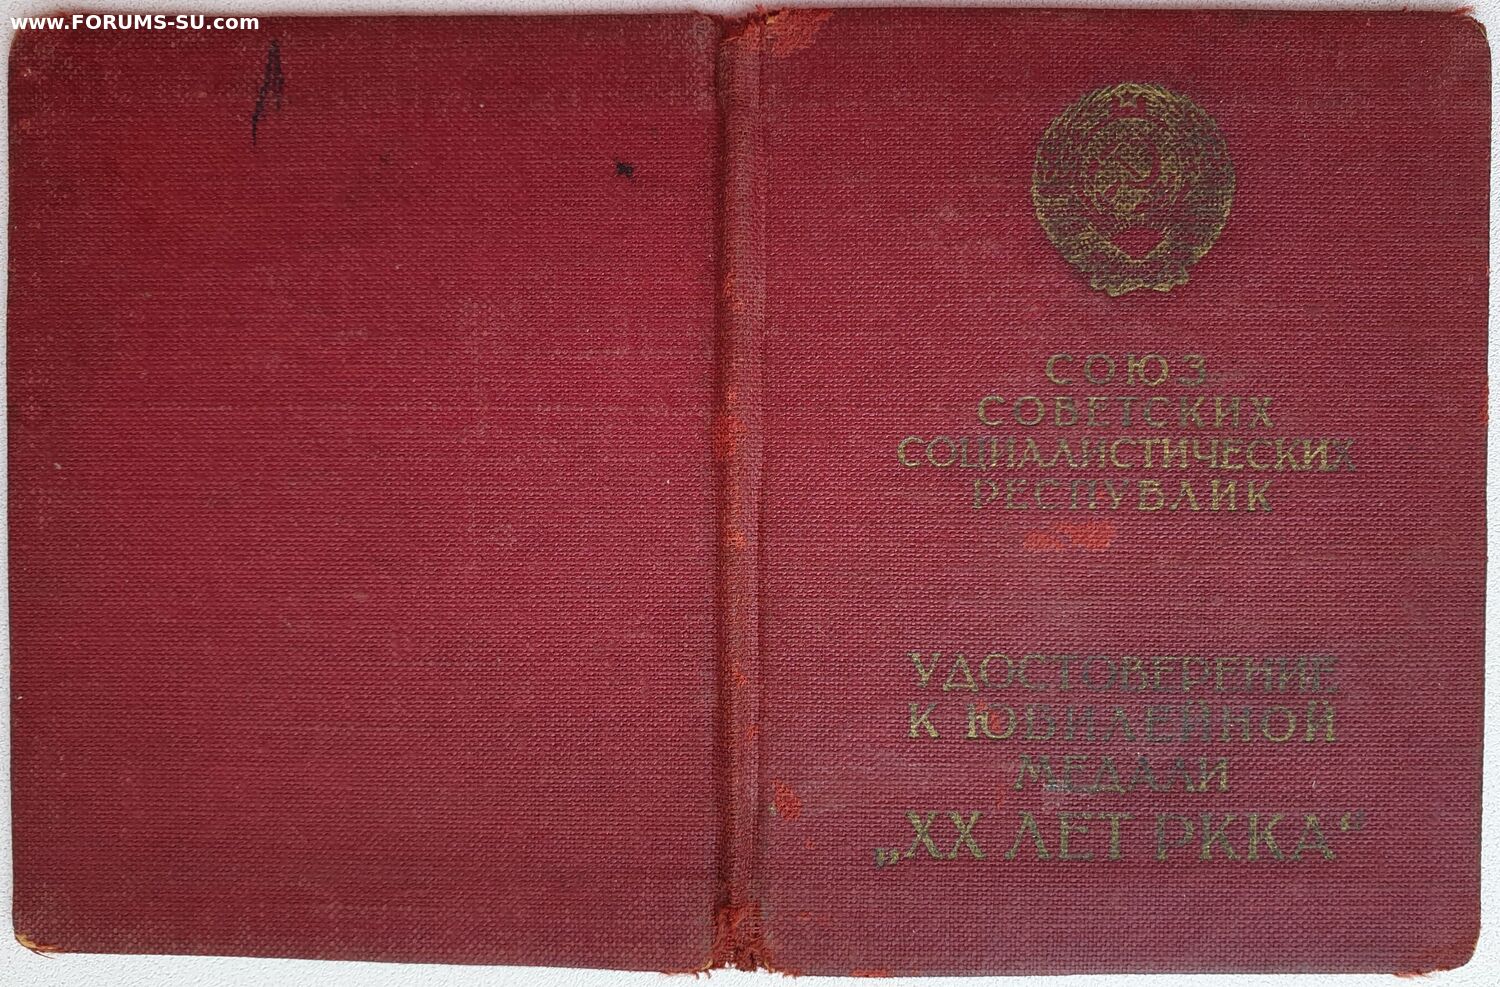 www.FORUMS-SU.com
СОЮЗ
СОВЕТСКИХ
СОЦИАЛИСТИЧЕСКИХ
РЕСПУБЛИК
УДОСТОВЕРЕНИЕ
К ЮБИЛЕЙНОЙ
МЕДАЛИ
„XX ЛЕТ РККА“